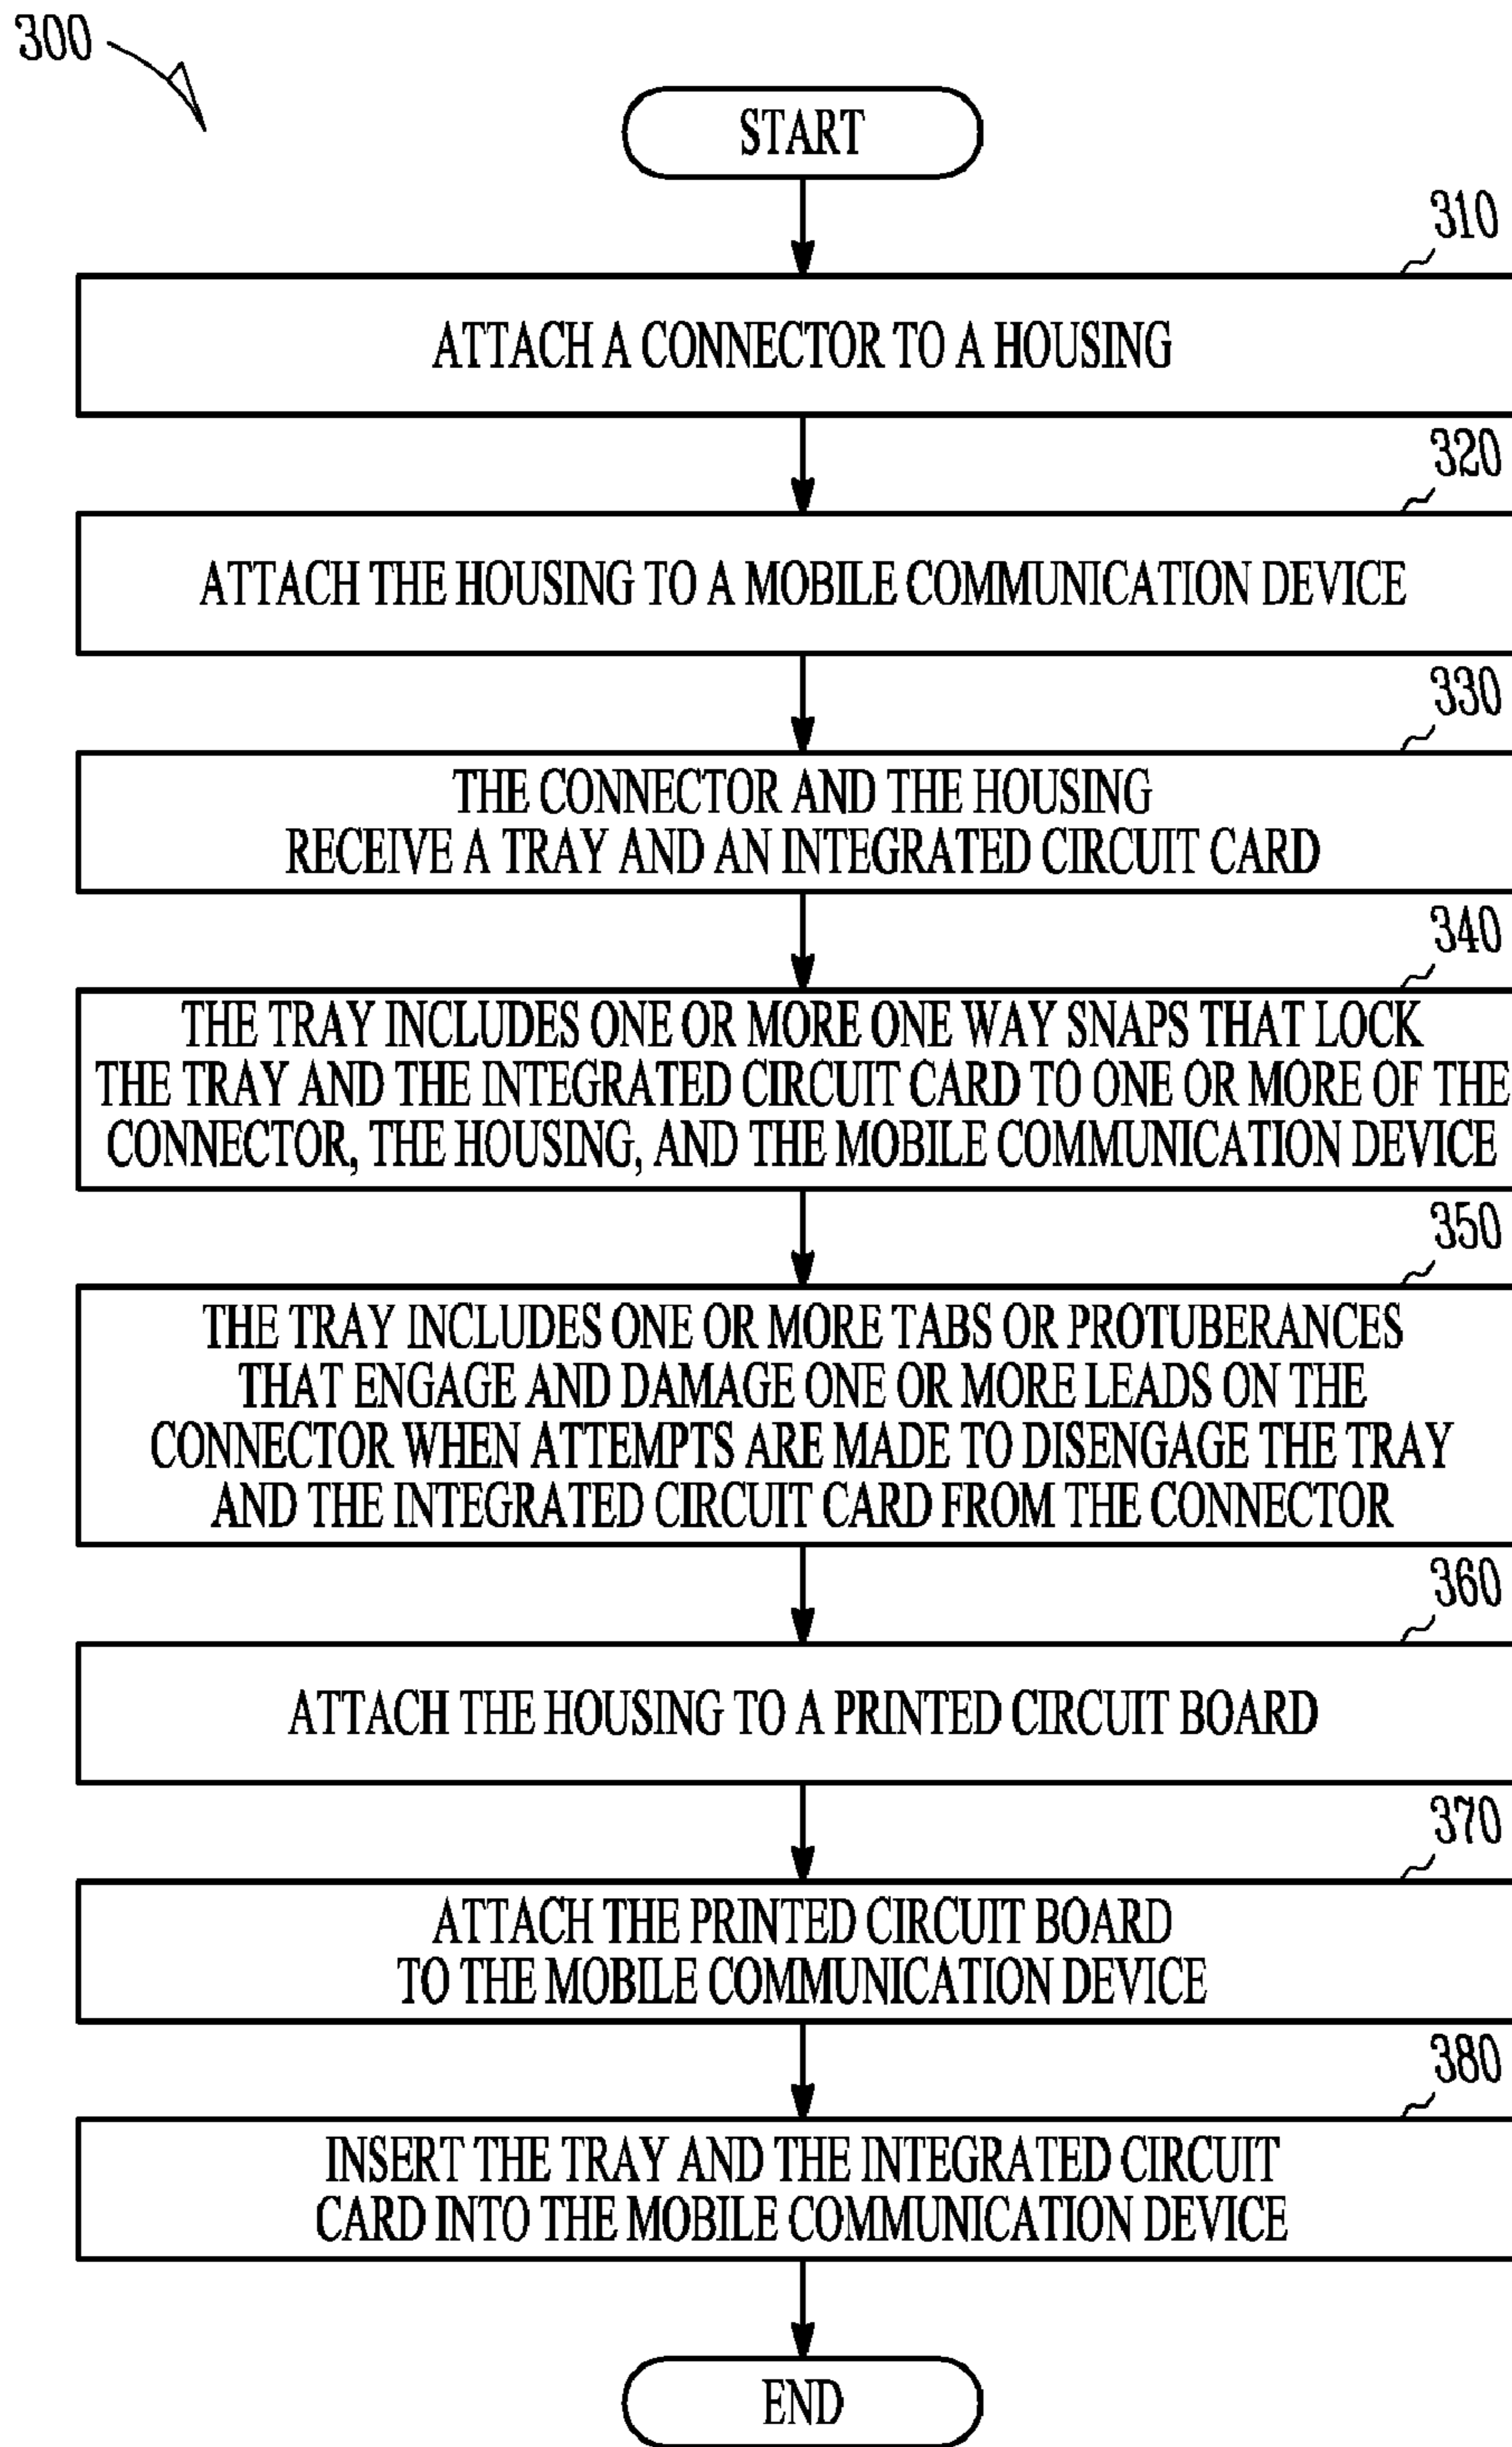 300
START
310
ATTACH A CONNECTOR TO A HOUSING
320
ATTACH THE HOUSING TO A MOBILE COMMUNICATION DEVICE
330
THE CONNECTOR AND THE HOUSING
RECEIVE A TRAY AND AN INTEGRATED CIRCUIT CARD
340
THE TRAY INCLUDES ONE OR MORE ONE WAY SNAPS THAT LOCK
THE TRAY AND THE INTEGRATED CIRCUIT CARD TO ONE OR MORE OF THE
CONNECTOR, THE HOUSING, AND THE MOBILE COMMUNICATION DEVICE
350
THE TRAY INCLUDES ONE OR MORE TABS OR PROTUBERANCES
THAT ENGAGE AND DAMAGE ONE OR MORE LEADS ON THE
CONNECTOR WHEN ATTEMPTS ARE MADE TO DISENGAGE THE TRAY
AND THE INTEGRATED CIRCUIT CARD FROM THE CONNECTOR
360
ATTACH THE HOUSING TO A PRINTED CIRCUIT BOARD
370
ATTACH THE PRINTED CIRCUIT BOARD
TO THE MOBILE COMMUNICATION DEVICE
380
INSERT THE TRAY AND THE INTEGRATED CIRCUIT
CARD INTO THE MOBILE COMMUNICATION DEVICE
END